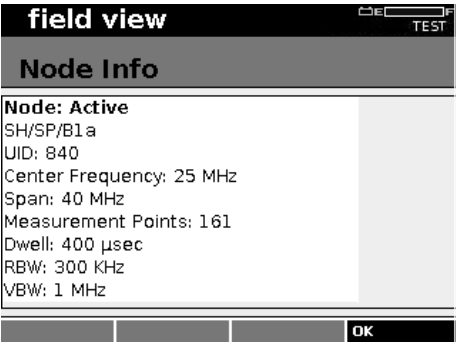 field view
E F
TEST
Node Info
Node: Active
SH/SP/B1a
UID: 840
Center Frequency: 25 MHz
Span: 40 MHz
Measurement Points: 161
Dwell: 400 µsec
RBW: 300 KHz
VBW: 1 MHz
OK